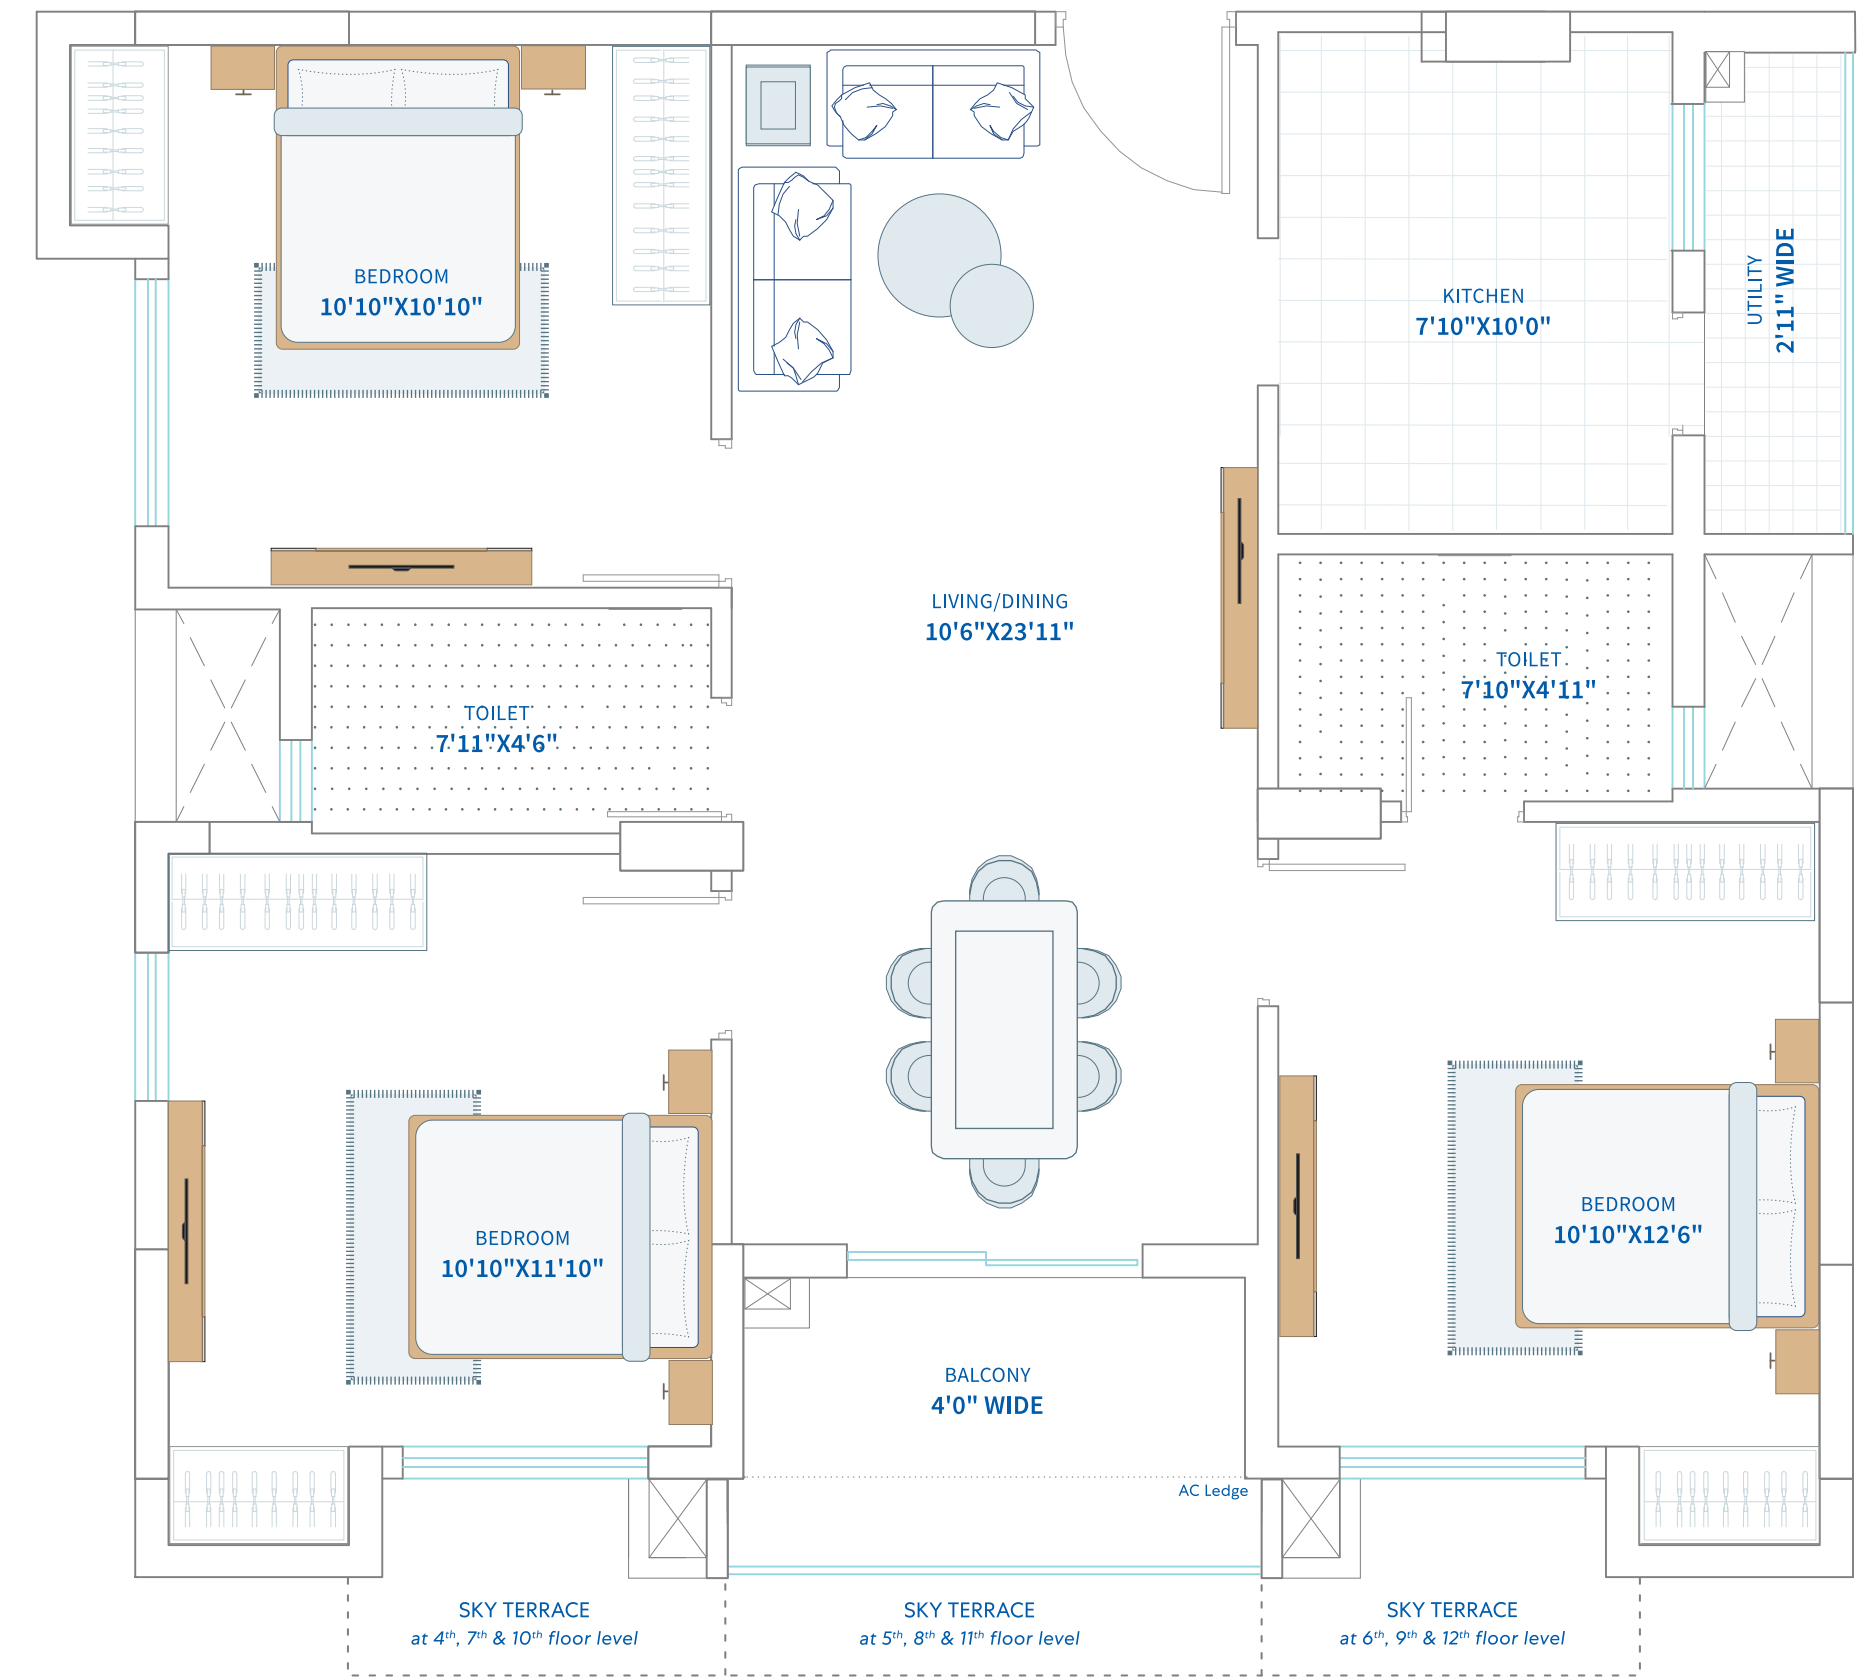 BEDROOM
10'10"X10'10"
KITCHEN
7'10"X10'0"
UTILITY
2'11" WIDE
LIVING/DINING
10'6"X23'11"
TOILET
7'10"X4'11"
TOILET
7'11"X4'6"
BEDROOM
10'10"X11'10"
BEDROOM
10'10"X12'6"
BALCONY
4'0" WIDE
AC Ledge
SKY TERRACE
at 4th, 7th & 10th floor level
SKY TERRACE
at 5th, 8th & 11th floor level
SKY TERRACE
at 6th, 9th & 12th floor level